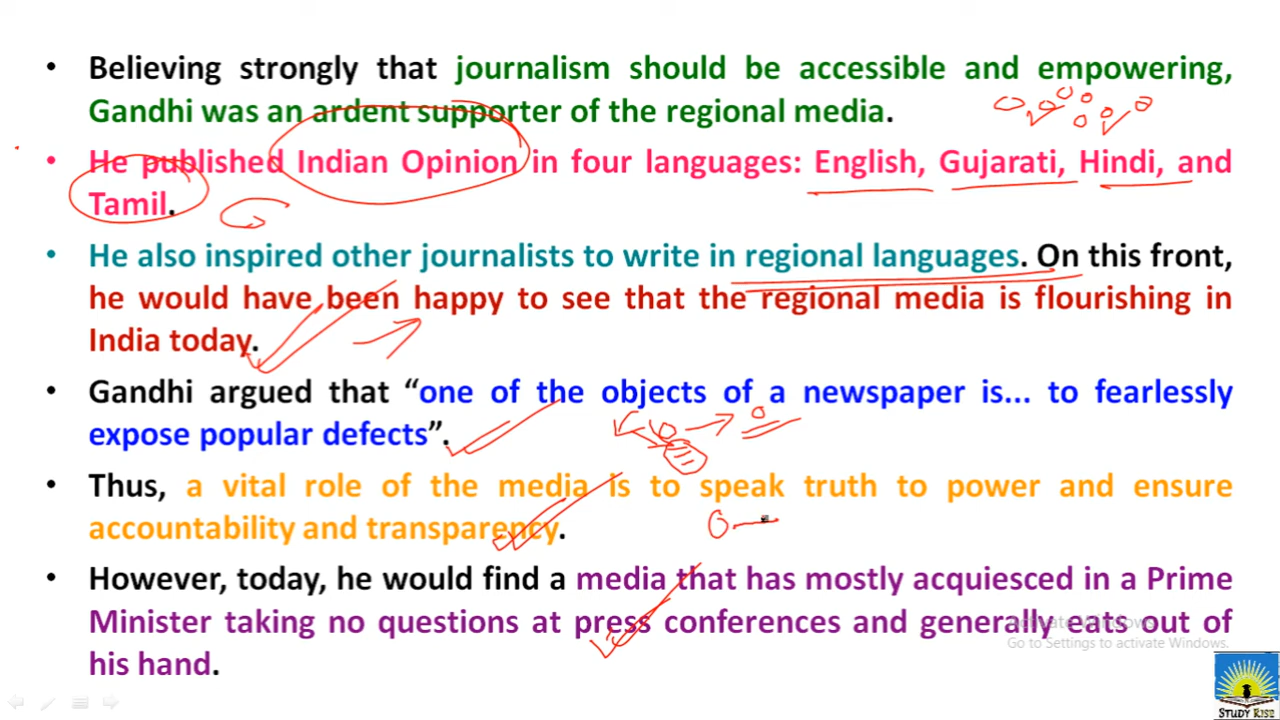 • Believing strongly that journalism should be accessible and empowering,
Gandhi was an ardent supporter of the regional media.
• He published Indian Opinion in four languages: English, Gujarati, Hindi, and
Tamil.
• He also inspired other journalists to write in regional languages. On this front,
he would have been happy to see that the regional media is flourishing in
India today.
• Gandhi argued that “one of the objects of a newspaper is... to fearlessly
expose popular defects”.
• Thus, a vital role of the media is to speak truth to power and ensure
accountability and transparency.
• However, today, he would find a media that has mostly acquiesced in a Prime
Minister taking no questions at press conferences and generally eats out of
his hand.
Activate Windows
Go to Settings to activate Windows.
STUDY RISE